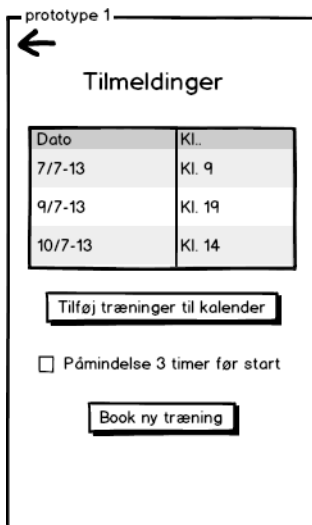 prototype 1
Tilmeldinger
Dato Kl..
7/7-13 Kl. 9
9/7-13 Kl. 19
10/7-13 Kl. 14
Tilføj træninger til kalender
Påmindelse 3 timer før start
Book ny træning